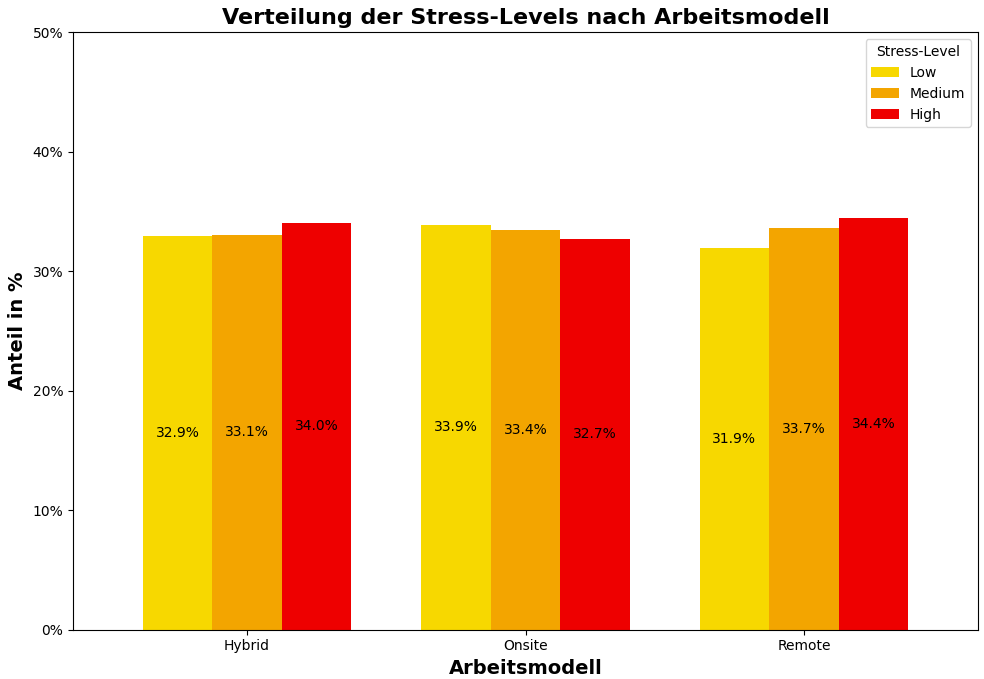 Verteilung der Stress-Levels nach Arbeitsmodell
50%
40%
30%
20%
10%
0%
Anteil in %
Stress-Level
Low
Medium
High
32.9%
33.1%
34.0%
33.9%
33.4%
32.7%
31.9%
33.7%
34.4%
Hybrid
Onsite
Remote
Arbeitsmodell